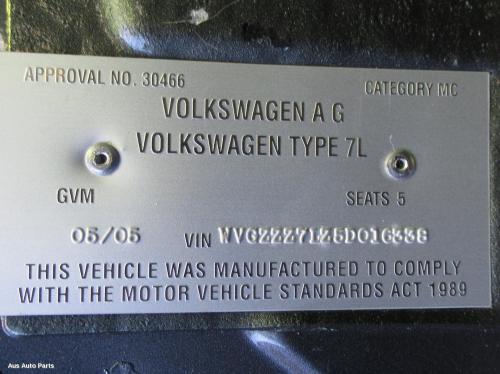 APPROVAL NO. 30466 CATEGORY MC
VOLKSWAGEN A G
VOLKSWAGEN TYPE 7L
GVM SEATS 5
05/05 VIN
THIS VEHICLE WAS MANUFACTURED TO COMPLY
WITH THE MOTOR VEHICLE STANDARDS ACT 1989
Aus Auto Parts